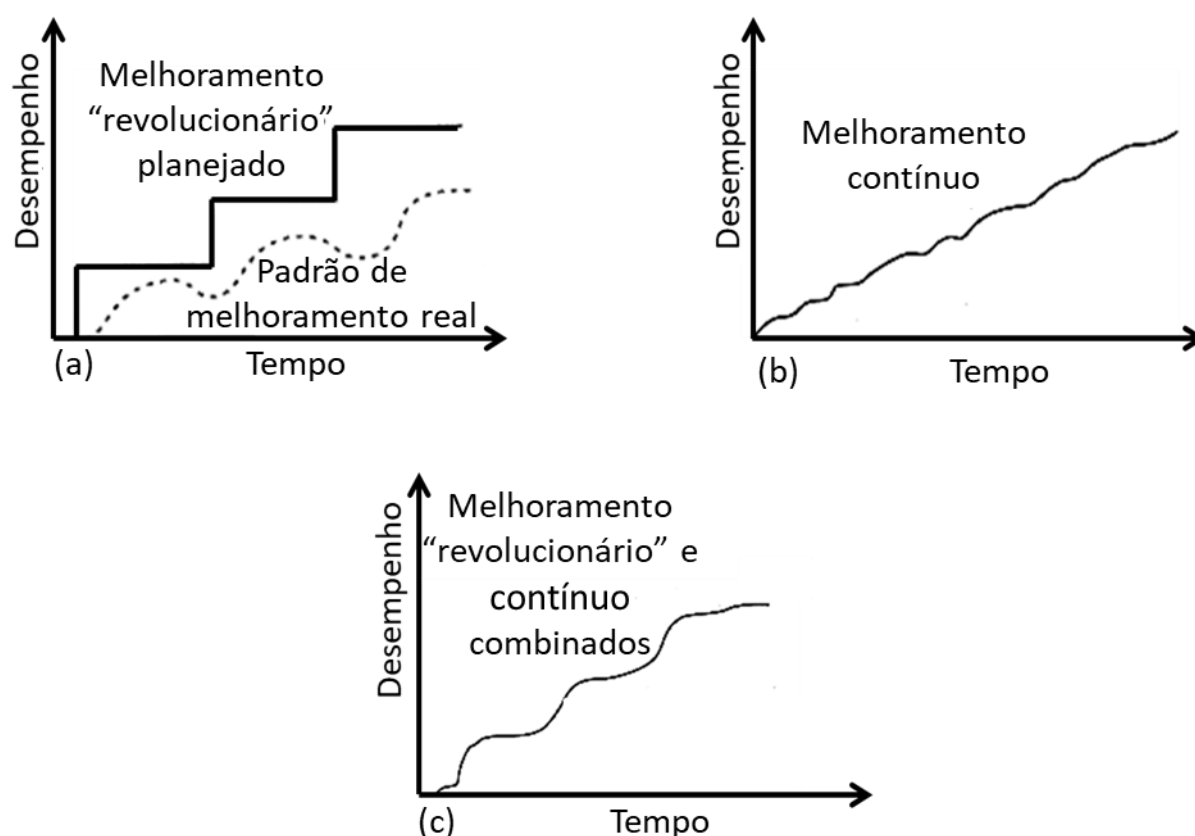 Desempenho
Melhoramento
“revolucionário”
planejado
Padrão de
melhoramento real
(a)
Tempo
Desempenho
Melhoramento
contínuo
(b)
Tempo
Desempenho
Melhoramento
“revolucionário” e
contínuo
combinados
(c)
Tempo